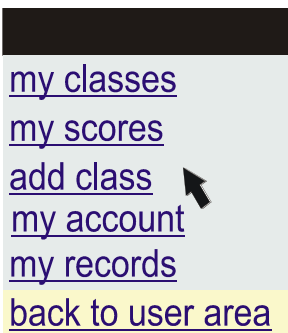 my classes
my scores
add class
my account
my records
back to user area